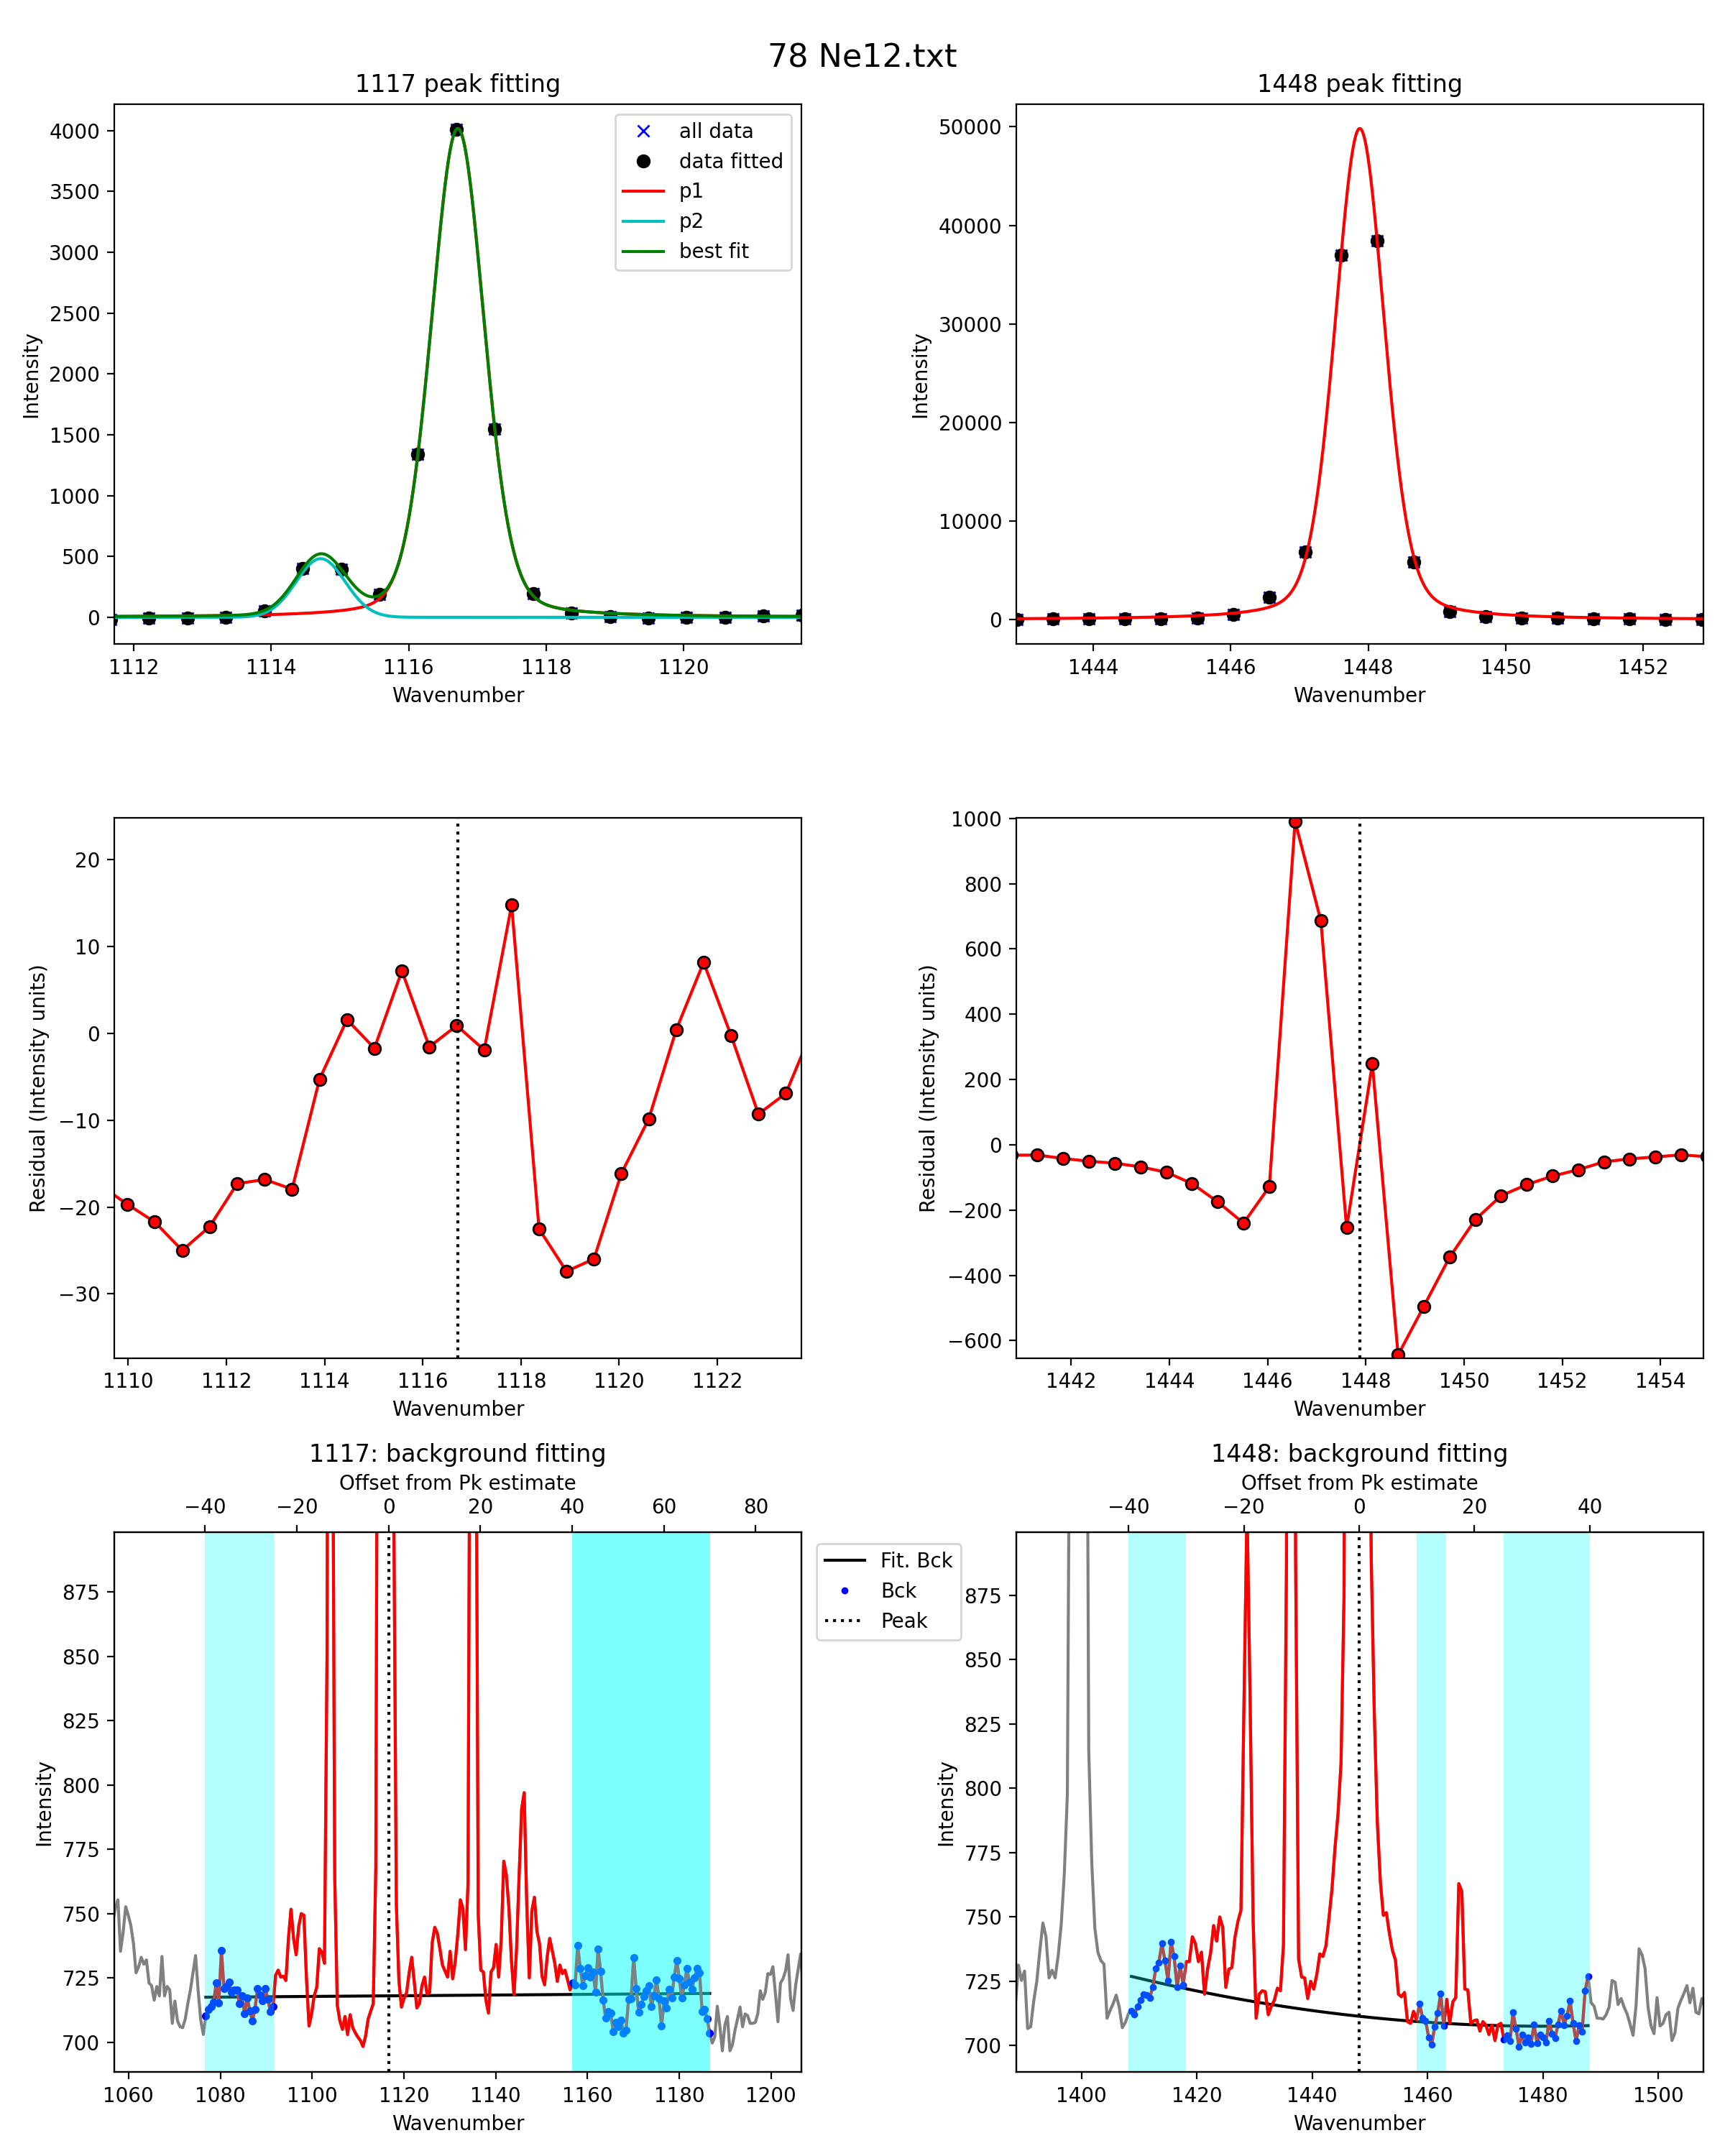 78 Ne12.txt
1117 peak fitting
4000
3500
3000
2500
2000
1500
1000
500
0
Intensity
all data
data fitted
p1
p2
best fit
1112 1114 1116 1118 1120
Wavenumber
1448 peak fitting
50000
40000
30000
20000
10000
0
Intensity
1444 1446 1448 1450 1452
Wavenumber
20
10
0
−10
−20
−30
Residual (Intensity units)
1110 1112 1114 1116 1118 1120 1122
Wavenumber
1000
800
600
400
200
0
−200
−400
−600
Residual (Intensity units)
1442 1444 1446 1448 1450 1452 1454
Wavenumber
1117: background fitting
Offset from Pk estimate
−40 −20 0 20 40 60 80
875
850
825
800
775
750
725
700
Intensity
1060 1080 1100 1120 1140 1160 1180 1200
Wavenumber
Fit. Bck
Bck
Peak
1448: background fitting
Offset from Pk estimate
−40 −20 0 20 40
875
850
825
800
775
750
725
700
Intensity
1400 1420 1440 1460 1480 1500
Wavenumber